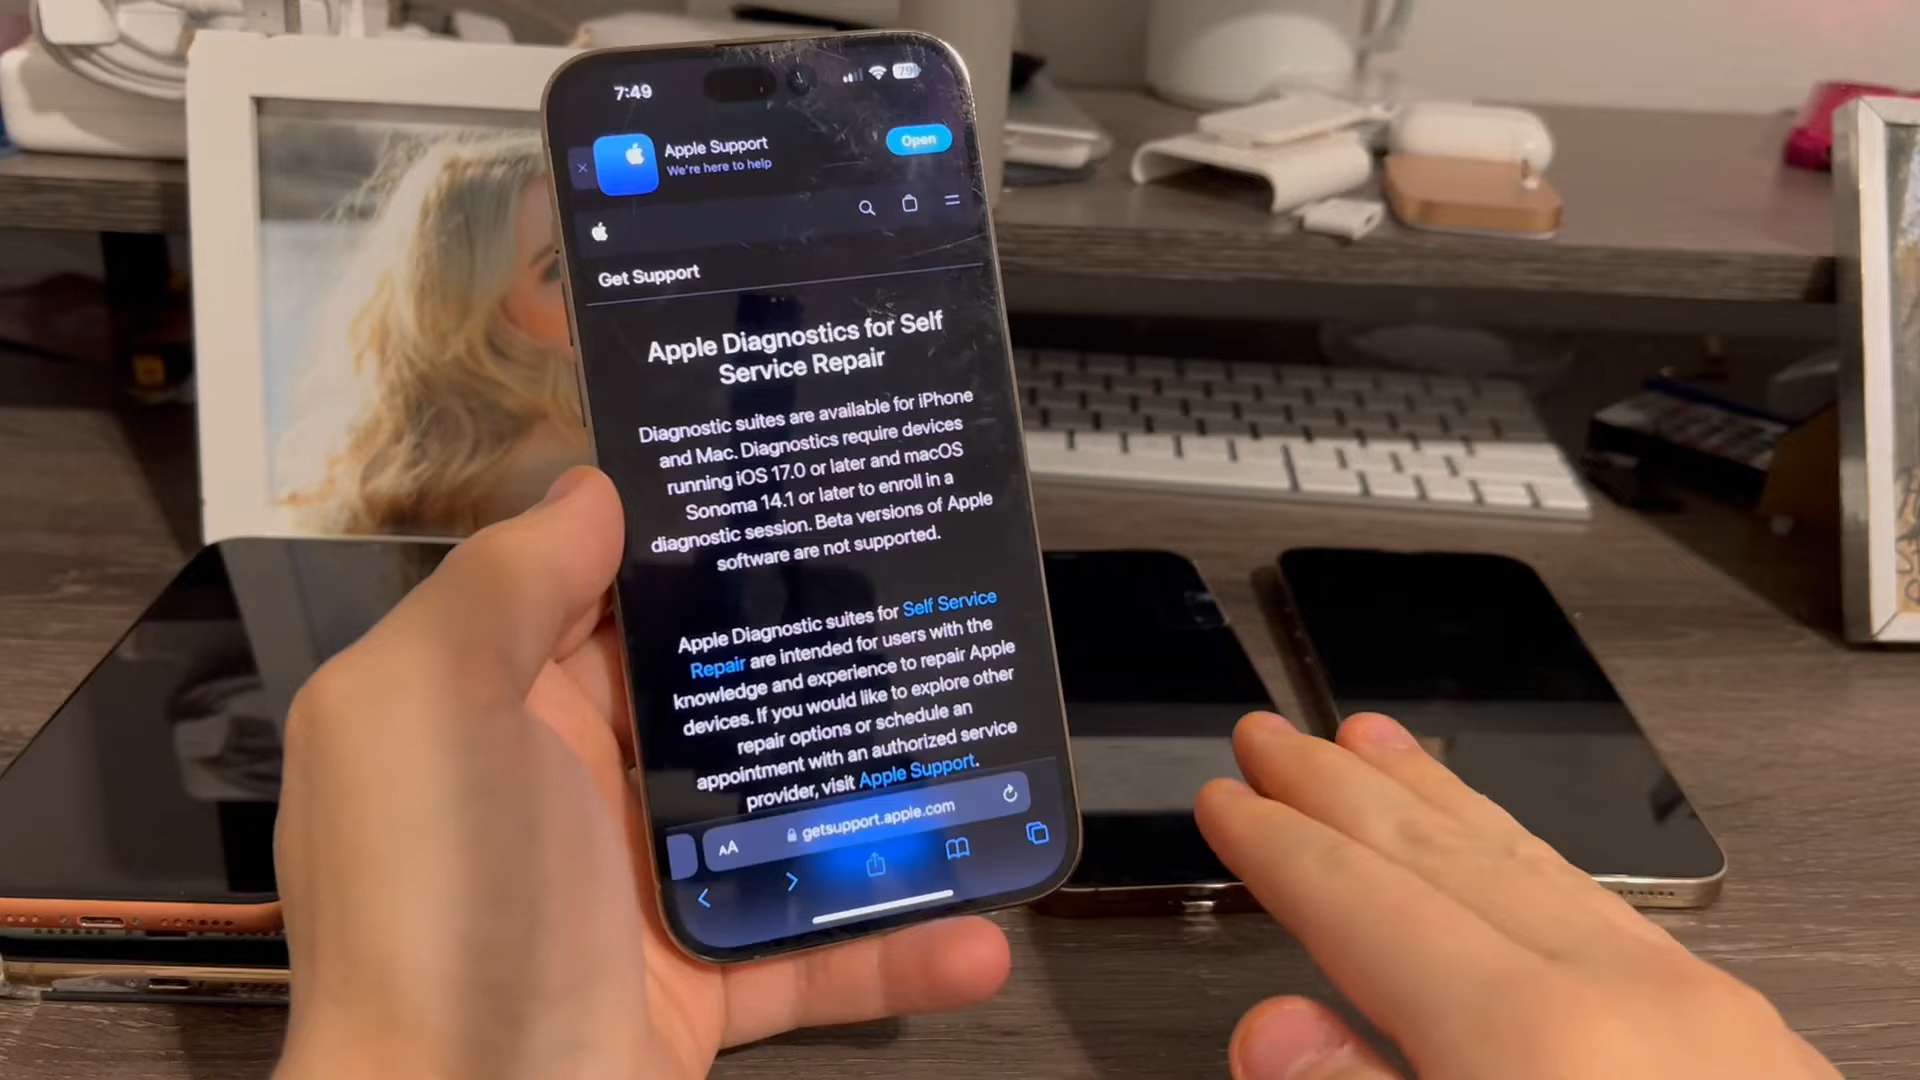 7:49
79
Apple Support
Open
We're here to help
Get Support
Apple Diagnostics for Self
Service Repair
Diagnostic suites are available for iPhone
and Mac. Diagnostics require devices
running iOS 17.0 or later and macOS
Sonoma 14.1 or later to enroll in a
diagnostic session. Beta versions of Apple
software are not supported.
Apple Diagnostic suites for Self Service
Repair are intended for users with the
knowledge and experience to repair Apple
devices. If you would like to explore other
repair options or schedule an
appointment with an authorized service
provider, visit Apple Support.
AA getsupport.apple.com